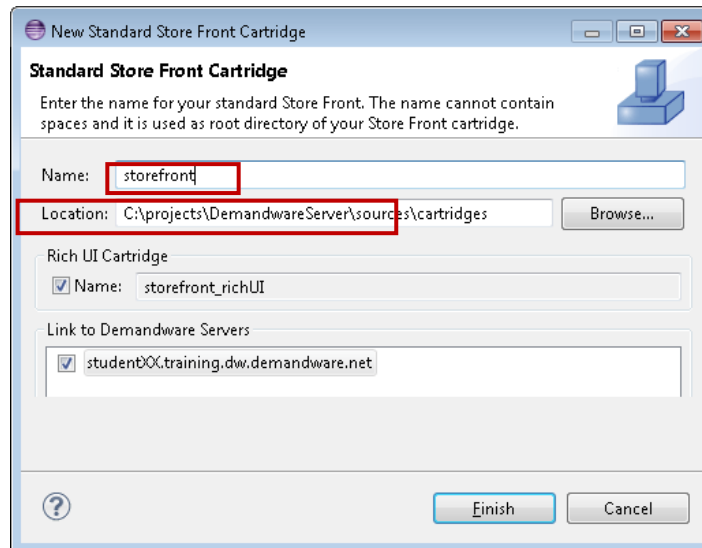 New Standard Store Front Cartridge
Standard Store Front Cartridge
Enter the name for your standard Store Front. The name cannot contain
spaces and it is used as root directory of your Store Front cartridge.
Name: storefront
Location: C:\projects\DemandwareServer\sources\cartridges Browse...
Rich UI Cartridge
Name: storefront_richUI
Link to Demandware Servers
studentXX.training.dw.demandware.net
? Finish Cancel